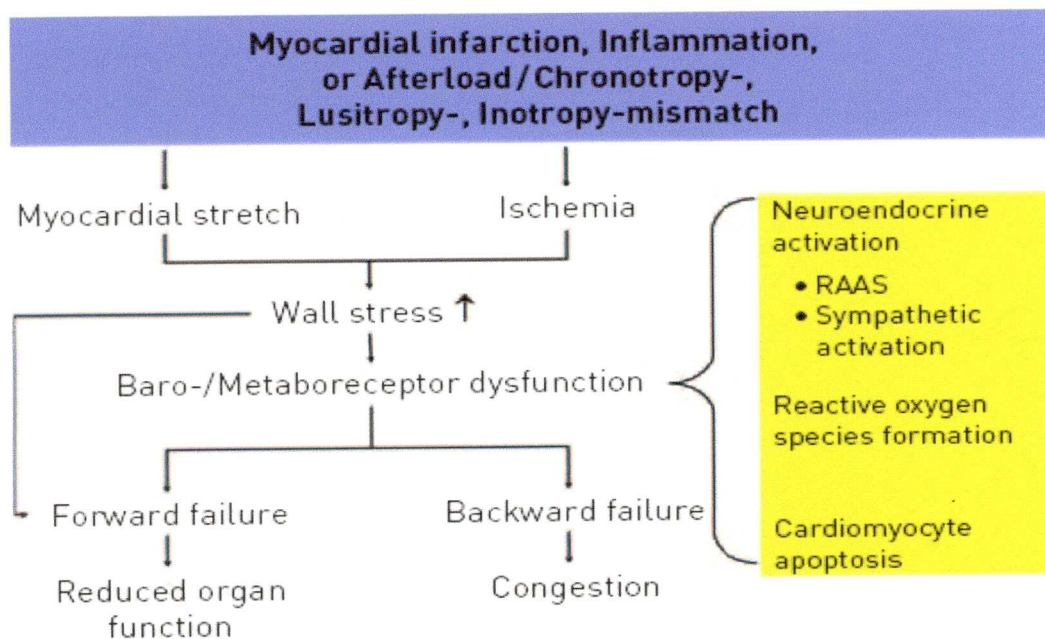 Myocardial infarction, Inflammation,
or Afterload/Chronotropy-,
Lusitropy-, Inotropy-mismatch
Myocardial stretch
Ischemia
Wall stress ↑
Baro-/Metaboreceptor dysfunction
Forward failure
Backward failure
Reduced organ
function
Congestion
Neuroendocrine
activation
• RAAS
• Sympathetic
activation
Reactive oxygen
species formation
Cardiomyocyte
apoptosis